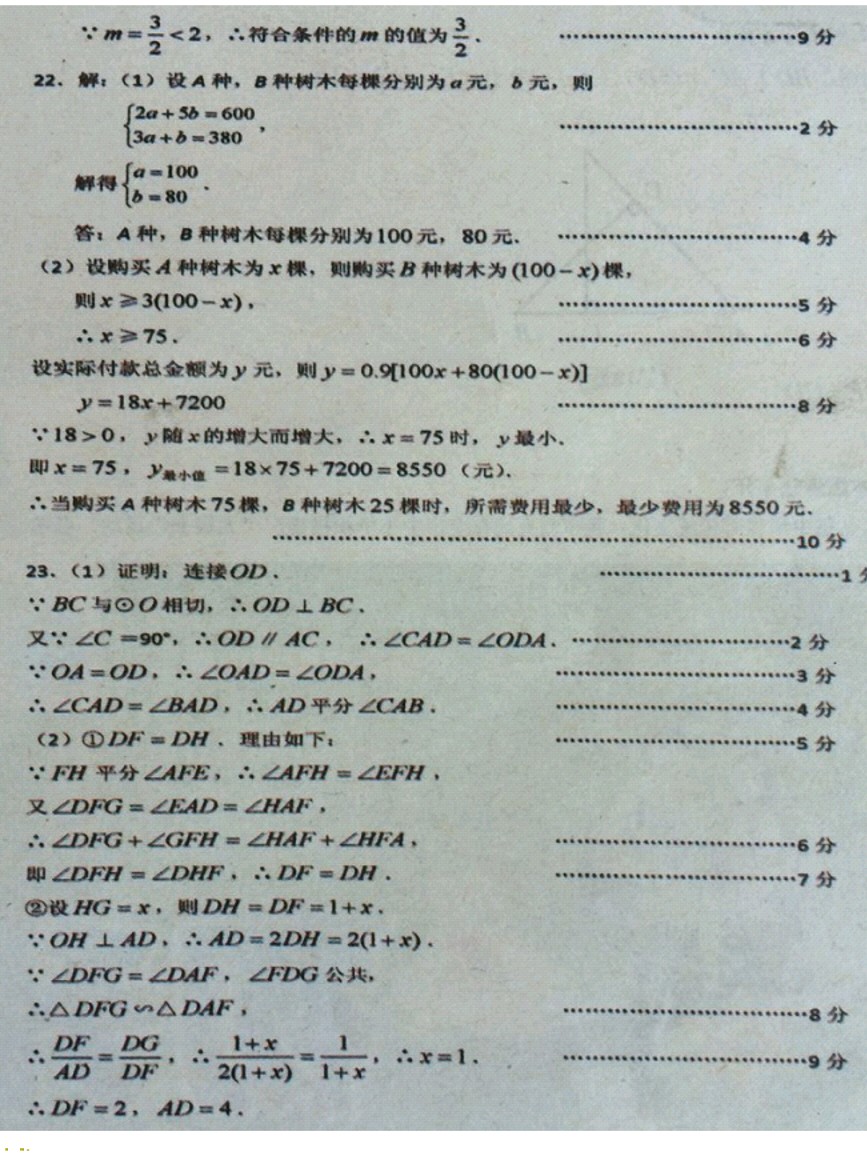 ∵ m = 3/2 < 2，∴符合条件的 m 的值为 3/2． ……………………9 分
22．解：（1）设 A 种，B 种树木每棵分别为 a 元，b 元，则
{2a + 5b = 600
{3a + b = 380， ……………………2 分
解得 {a = 100
{b = 80．
答：A 种，B 种树木每棵分别为 100 元，80 元． ……………………4 分
（2）设购买 A 种树木为 x 棵，则购买 B 种树木为 (100 − x) 棵，
则 x ⩾ 3(100 − x)， ……………………5 分
∴ x ⩾ 75． ……………………6 分
设实际付款总金额为 y 元，则 y = 0.9[100x + 80(100 − x)]
y = 18x + 7200 ……………………8 分
∵ 18 > 0，y 随 x 的增大而增大，∴ x = 75 时，y 最小．
即 x = 75，y最小值 = 18×75 + 7200 = 8550（元）．
∴当购买 A 种树木 75 棵，B 种树木 25 棵时，所需费用最少，最少费用为 8550 元．
……………………10 分
23．（1）证明：连接 OD． ……………………1 分
∵ BC 与⊙O 相切，∴ OD ⊥ BC．
又∵ ∠C =90°，∴ OD // AC， ∴ ∠CAD = ∠ODA． ……………………2 分
∵ OA = OD，∴ ∠OAD = ∠ODA， ……………………3 分
∴ ∠CAD = ∠BAD，∴ AD 平分 ∠CAB． ……………………4 分
（2）① DF = DH．理由如下： ……………………5 分
∵ FH 平分 ∠AFE，∴ ∠AFH = ∠EFH，
又 ∠DFG = ∠EAD = ∠HAF，
∴ ∠DFG + ∠GFH = ∠HAF + ∠HFA， ……………………6 分
即 ∠DFH = ∠DHF，∴ DF = DH． ……………………7 分
②设 HG = x，则 DH = DF = 1 + x．
∵ OH ⊥ AD，∴ AD = 2DH = 2(1 + x)．
∵ ∠DFG = ∠DAF，∠FDG 公共，
∴△ DFG ∽△ DAF， ……………………8 分
∴ DF/AD = DG/DF，∴ (1 + x)/(2(1 + x)) = 1/(1 + x)，∴ x = 1． ……………………9 分
∴ DF = 2，AD = 4．